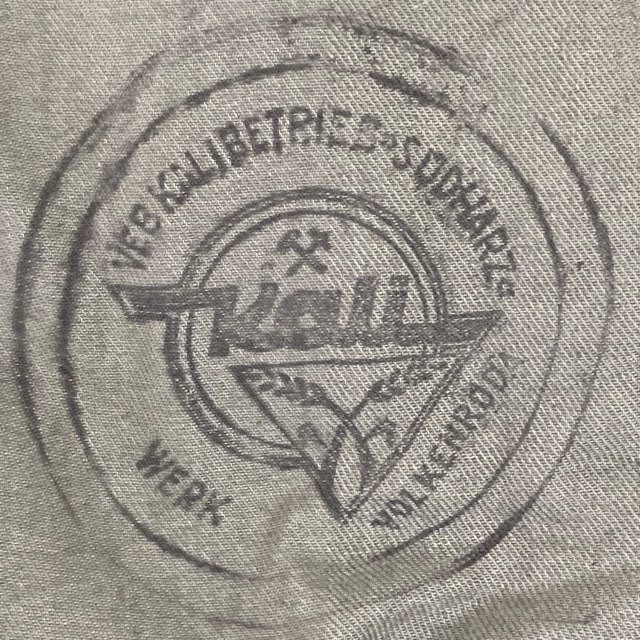 VEB KALIBETRIEB "SÜDHARZ"
Kali
WERK VOLKENRODA